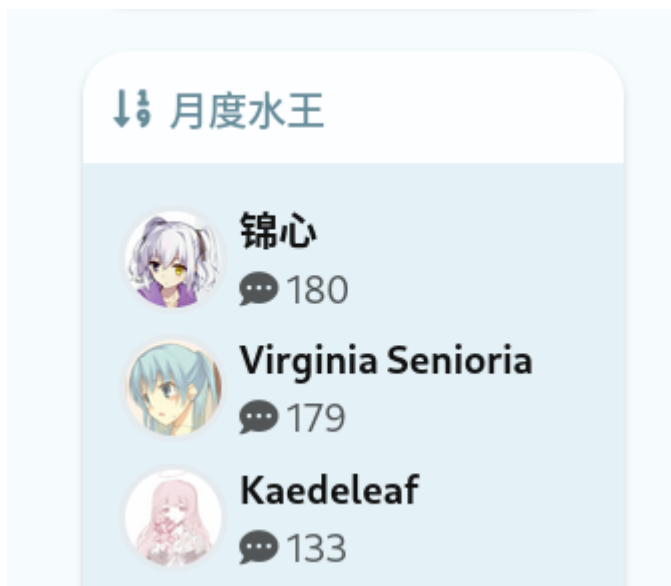 月度水王
锦心
180
Virginia Senioria
179
Kaedeleaf
133